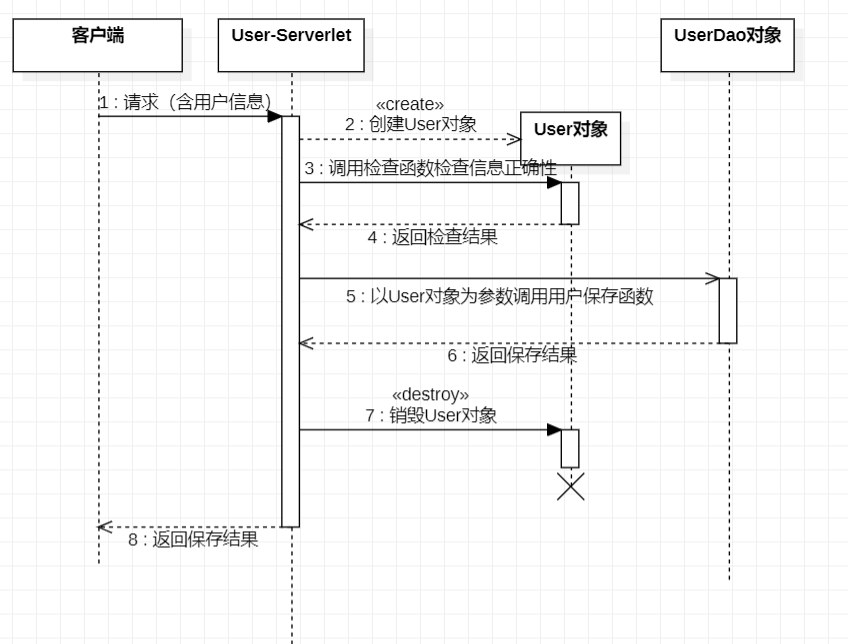 客户端
User-Serverlet
UserDao对象
1 : 请求（含用户信息）
«create»
2 : 创建User对象
User对象
3 : 调用检查函数检查信息正确性
4 : 返回检查结果
5 : 以User对象为参数调用用户保存函数
6 : 返回保存结果
«destroy»
7 : 销毁User对象
8 : 返回保存结果